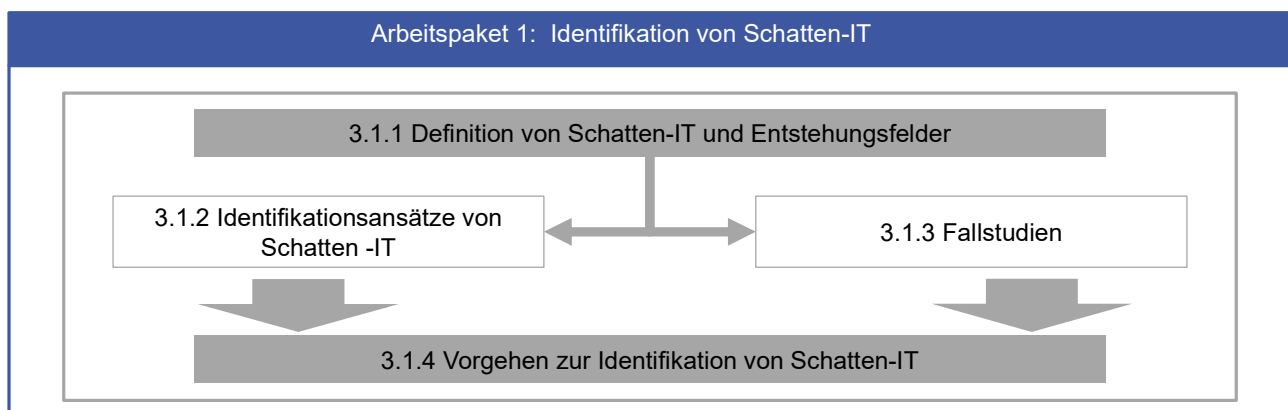 Arbeitspaket 1: Identifikation von Schatten-IT
3.1.1 Definition von Schatten-IT und Entstehungsfelder
3.1.2 Identifikationsansätze von
Schatten -IT
3.1.3 Fallstudien
3.1.4 Vorgehen zur Identifikation von Schatten-IT